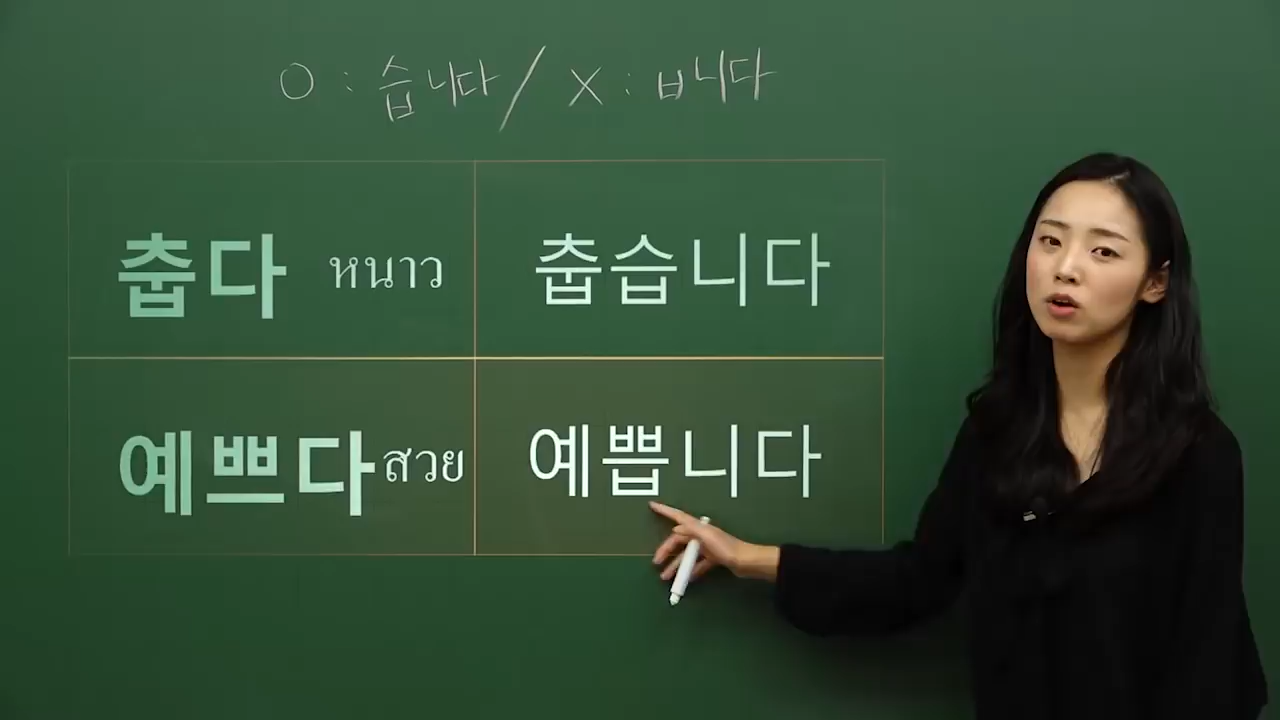 O : 습니다 / X : ㅂ니다
춥다 หนาว 춥습니다
예쁘다 สวย 예쁩니다